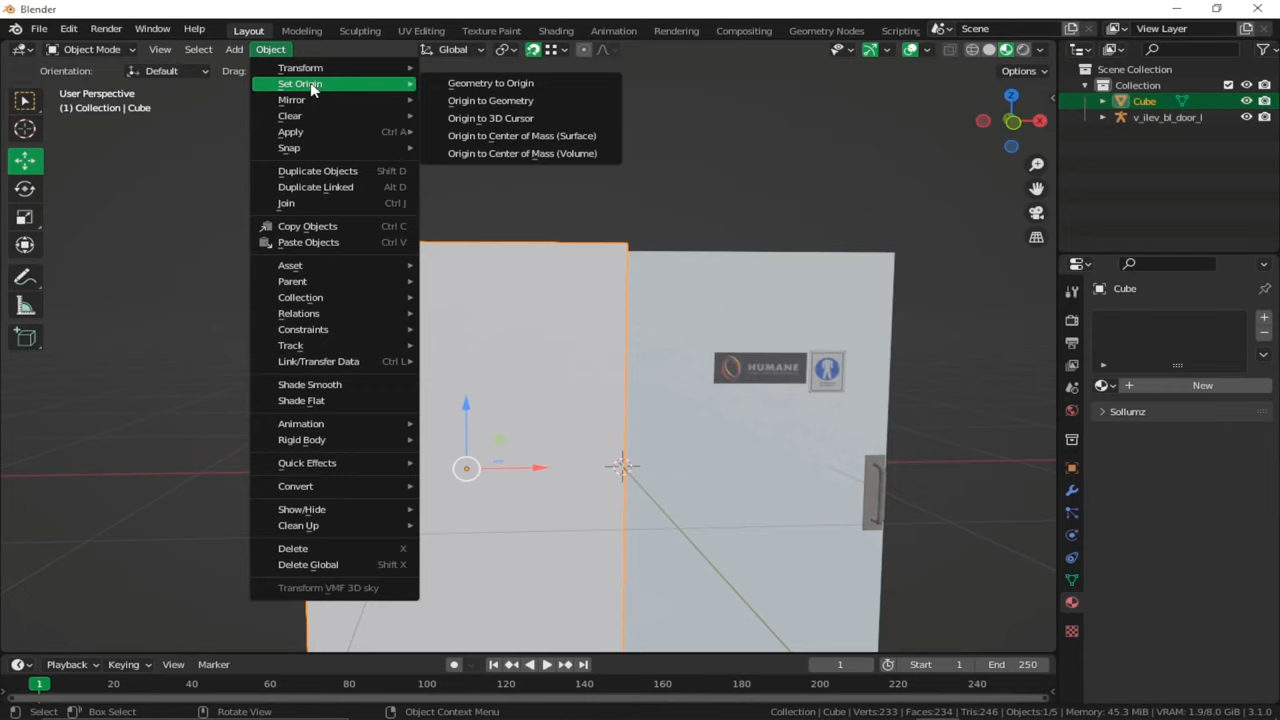 Blender
File Edit Render Window Help Layout Modeling Sculpting UV Editing Texture Paint Shading Animation Rendering Compositing Geometry Nodes Scripting Scene View Layer
Object Mode View Select Add Object Global
Orientation: Default Drag: Options
User Perspective
(1) Collection | Cube
Transform
Set Origin
Mirror
Clear
Apply Ctrl A
Snap
Duplicate Objects Shift D
Duplicate Linked Alt D
Join Ctrl J
Copy Objects Ctrl C
Paste Objects Ctrl V
Asset
Parent
Collection
Relations
Constraints
Track
Link/Transfer Data Ctrl L
Shade Smooth
Shade Flat
Animation
Rigid Body
Quick Effects
Convert
Show/Hide
Clean Up
Delete X
Delete Global Shift X
Transform VMF 3D sky
Geometry to Origin
Origin to Geometry
Origin to 3D Cursor
Origin to Center of Mass (Surface)
Origin to Center of Mass (Volume)
Z
X
HUMANE
Scene Collection
Collection
Cube
v_ilev_bl_door_l
Cube
New
Sollumz
Playback Keying View Marker 1 Start 1 End 250
1 20 40 60 80 100 120 140 160 180 200 220 240
Select Box Select Rotate View Object Context Menu Collection | Cube | Verts:233 | Faces:234 | Tris:246 | Objects:1/5 | Memory: 45.3 MiB | VRAM: 1.9/8.0 GiB | 3.1.0